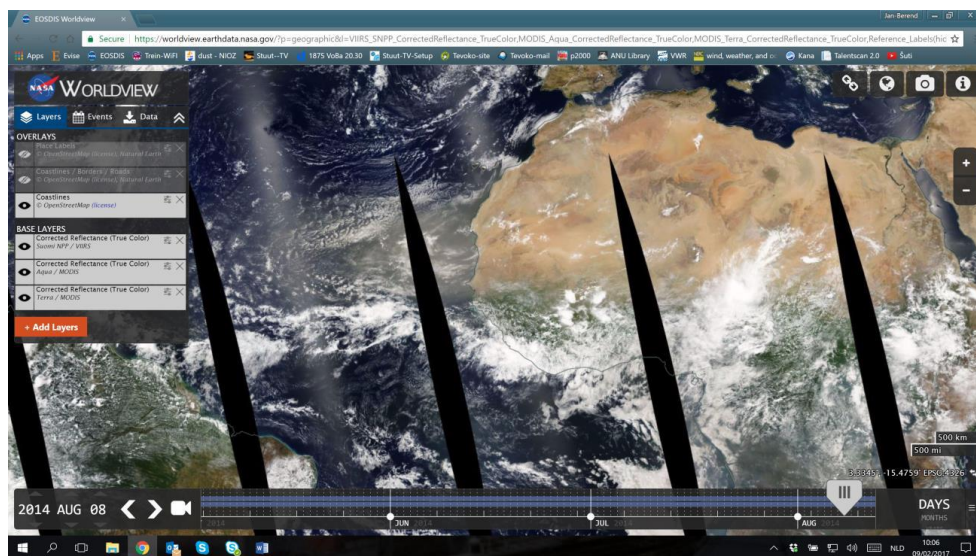 EOSDIS Worldview
Jan-Berend
Secure | https://worldview.earthdata.nasa.gov/?p=geographic&l=VIIRS_SNPP_CorrectedReflectance_TrueColor,MODIS_Aqua_CorrectedReflectance_TrueColor,MODIS_Terra_CorrectedReflectance_TrueColor,Reference_Labels(hic
Apps Evise EOSDIS Trein-WiFI dust - NIOZ Stuut--TV 1875 VoBa 20.30 Stuut-TV-Setup Tevoko-site Tevoko-mail p2000 ANU Library VWR wind, weather, and oc Kana Talentscan 2.0 Šuti
NASA WORLDVIEW
Layers Events Data
OVERLAYS
Place Labels
© OpenStreetMap (license), Natural Earth
Coastlines / Borders / Roads
© OpenStreetMap (license), Natural Earth
Coastlines
© OpenStreetMap (license)
BASE LAYERS
Corrected Reflectance (True Color)
Suomi NPP / VIIRS
Corrected Reflectance (True Color)
Aqua / MODIS
Corrected Reflectance (True Color)
Terra / MODIS
+ Add Layers
500 km
500 mi
-15.4759° EPSG:4326
2014 AUG 08
2014
JUN 2014
JUL 2014
AUG 2014
DAYS
MONTHS
NLD
10:06
09/02/2017